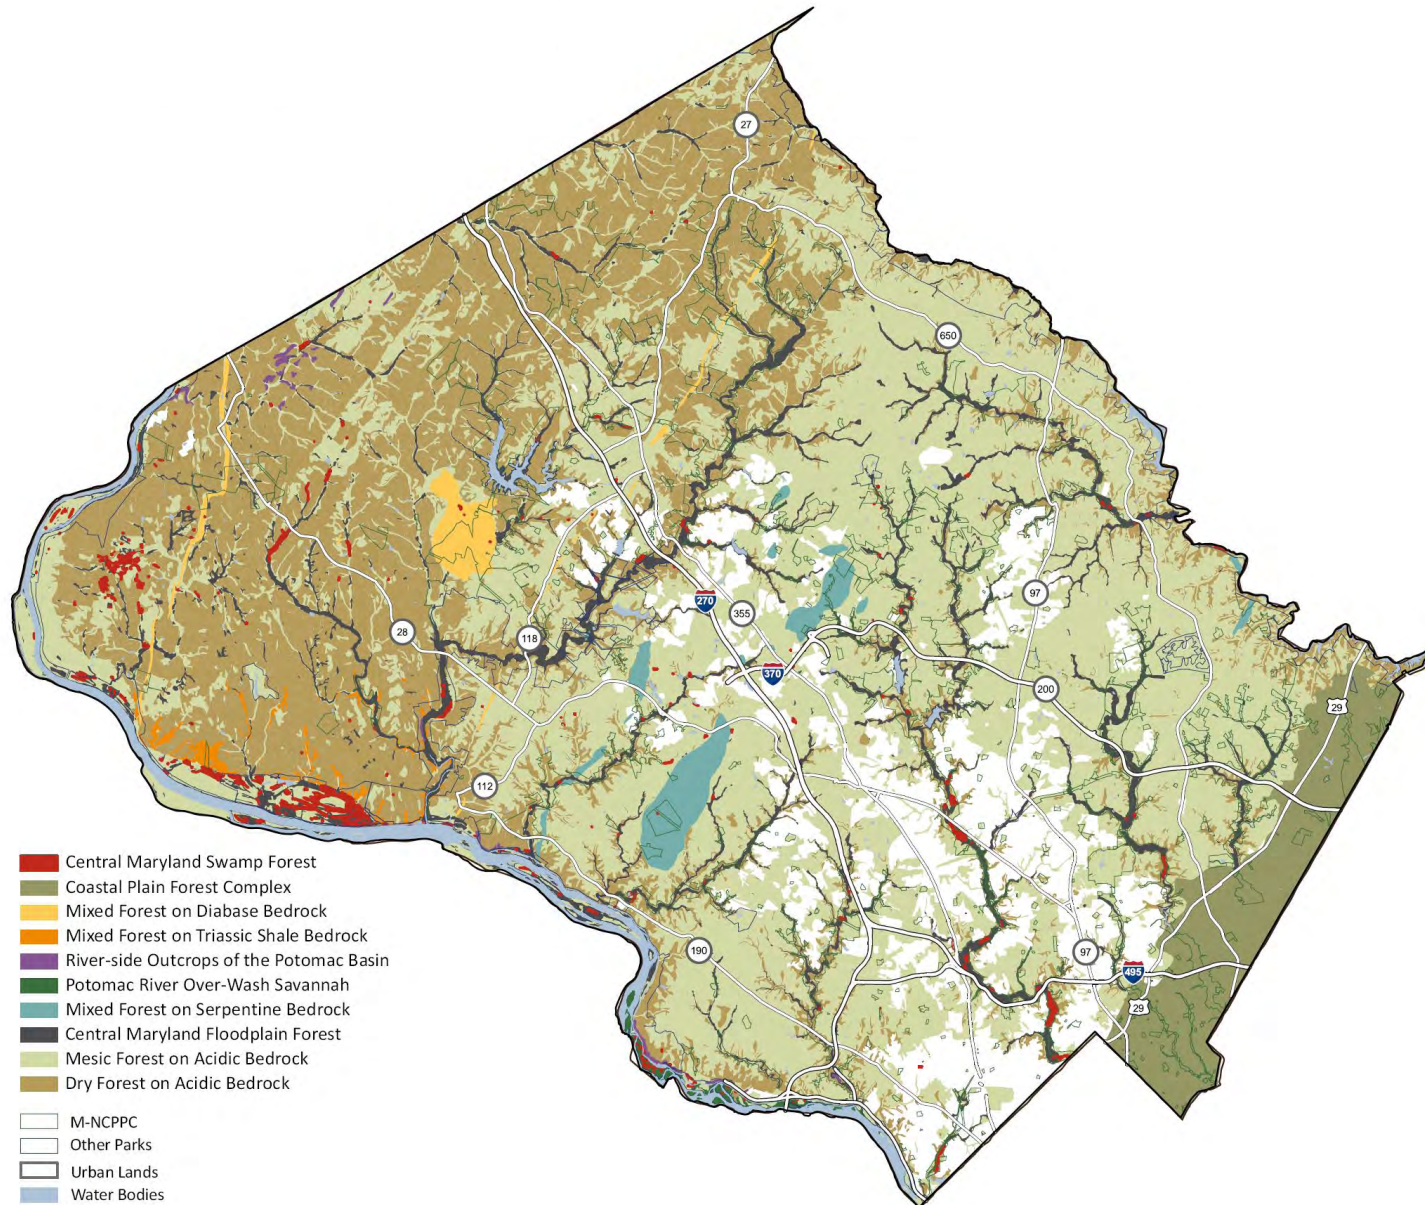 27
650
28
118
270
355
370
97
200
29
112
190
97
495
29
Central Maryland Swamp Forest
Coastal Plain Forest Complex
Mixed Forest on Diabase Bedrock
Mixed Forest on Triassic Shale Bedrock
River-side Outcrops of the Potomac Basin
Potomac River Over-Wash Savannah
Mixed Forest on Serpentine Bedrock
Central Maryland Floodplain Forest
Mesic Forest on Acidic Bedrock
Dry Forest on Acidic Bedrock
M-NCPPC
Other Parks
Urban Lands
Water Bodies